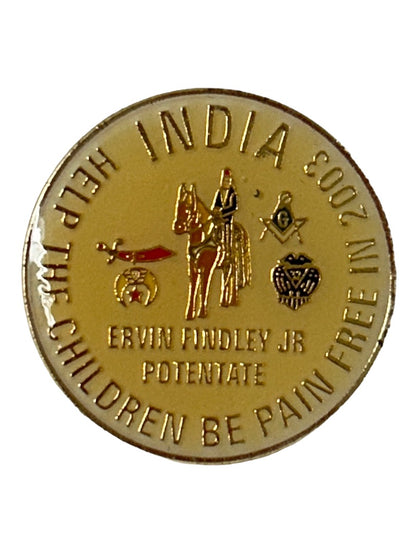 INDIA
HELP THE CHILDREN BE PAIN FREE IN 2003
G
ERVIN FINDLEY JR
POTENTATE